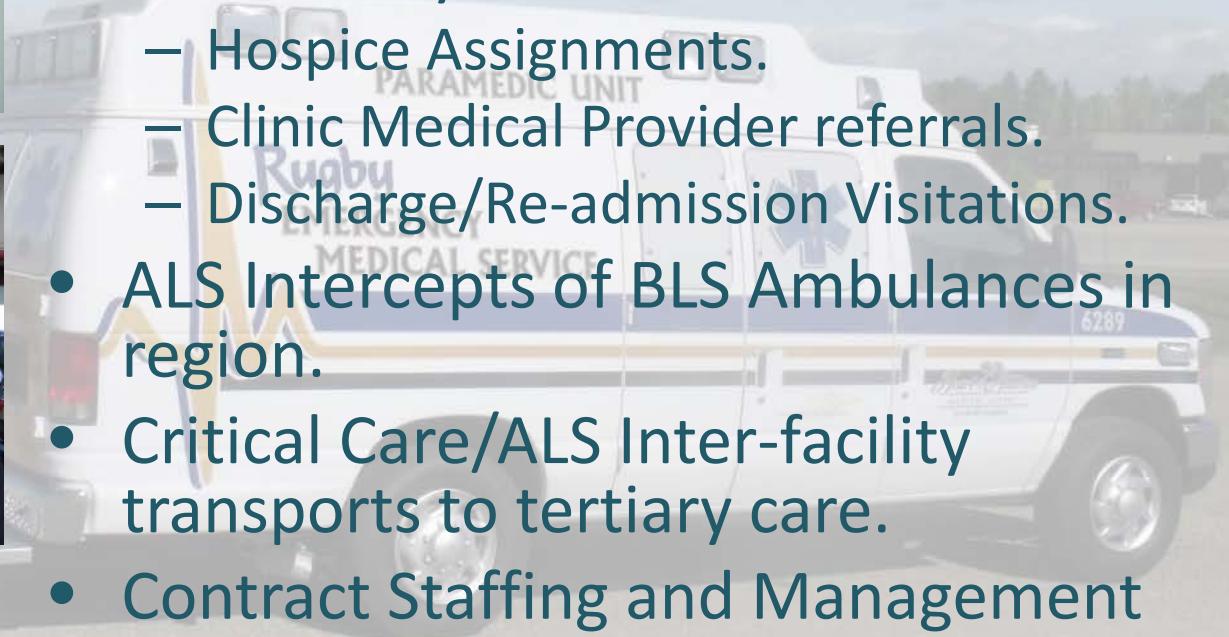 – Hospice Assignments.
PARAMEDIC UNIT
– Clinic Medical Provider referrals.
Rugby
– Discharge/Re-admission Visitations.
EMERGENCY
MEDICAL SERVICE
• ALS Intercepts of BLS Ambulances in
6289
region.
• Critical Care/ALS Inter-facility
transports to tertiary care.
• Contract Staffing and Management